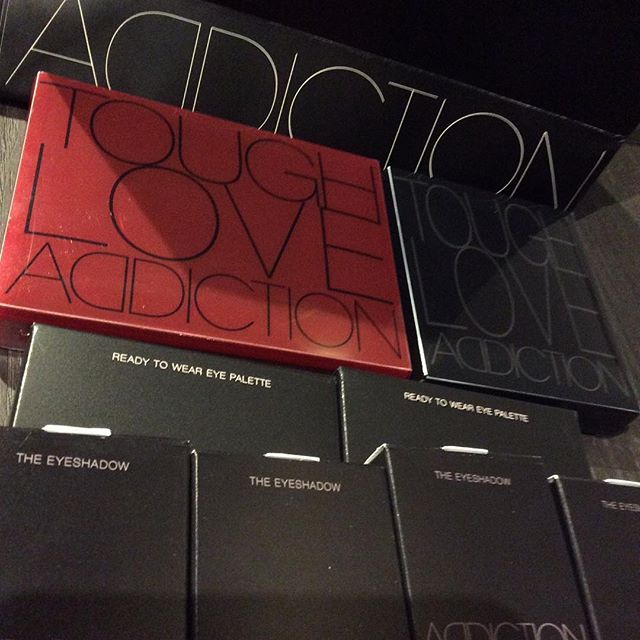 ADDICTION
TOUGH
LOVE
ADDICTION
TOUGH
LOVE
ADDICTION
READY TO WEAR EYE PALETTE
READY TO WEAR EYE PALETTE
THE EYESHADOW
THE EYESHADOW
THE EYESHADOW
ADDICTION
THE